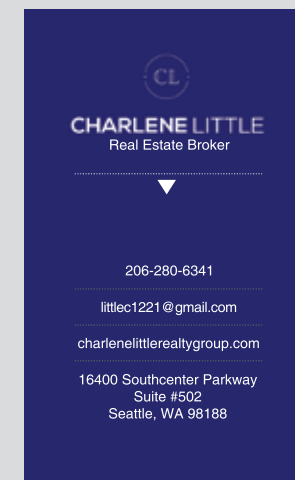 CL
CHARLENE LITTLE
Real Estate Broker
206-280-6341
littlec1221@gmail.com
charlenelittlerealtygroup.com
16400 Southcenter Parkway
Suite #502
Seattle, WA 98188